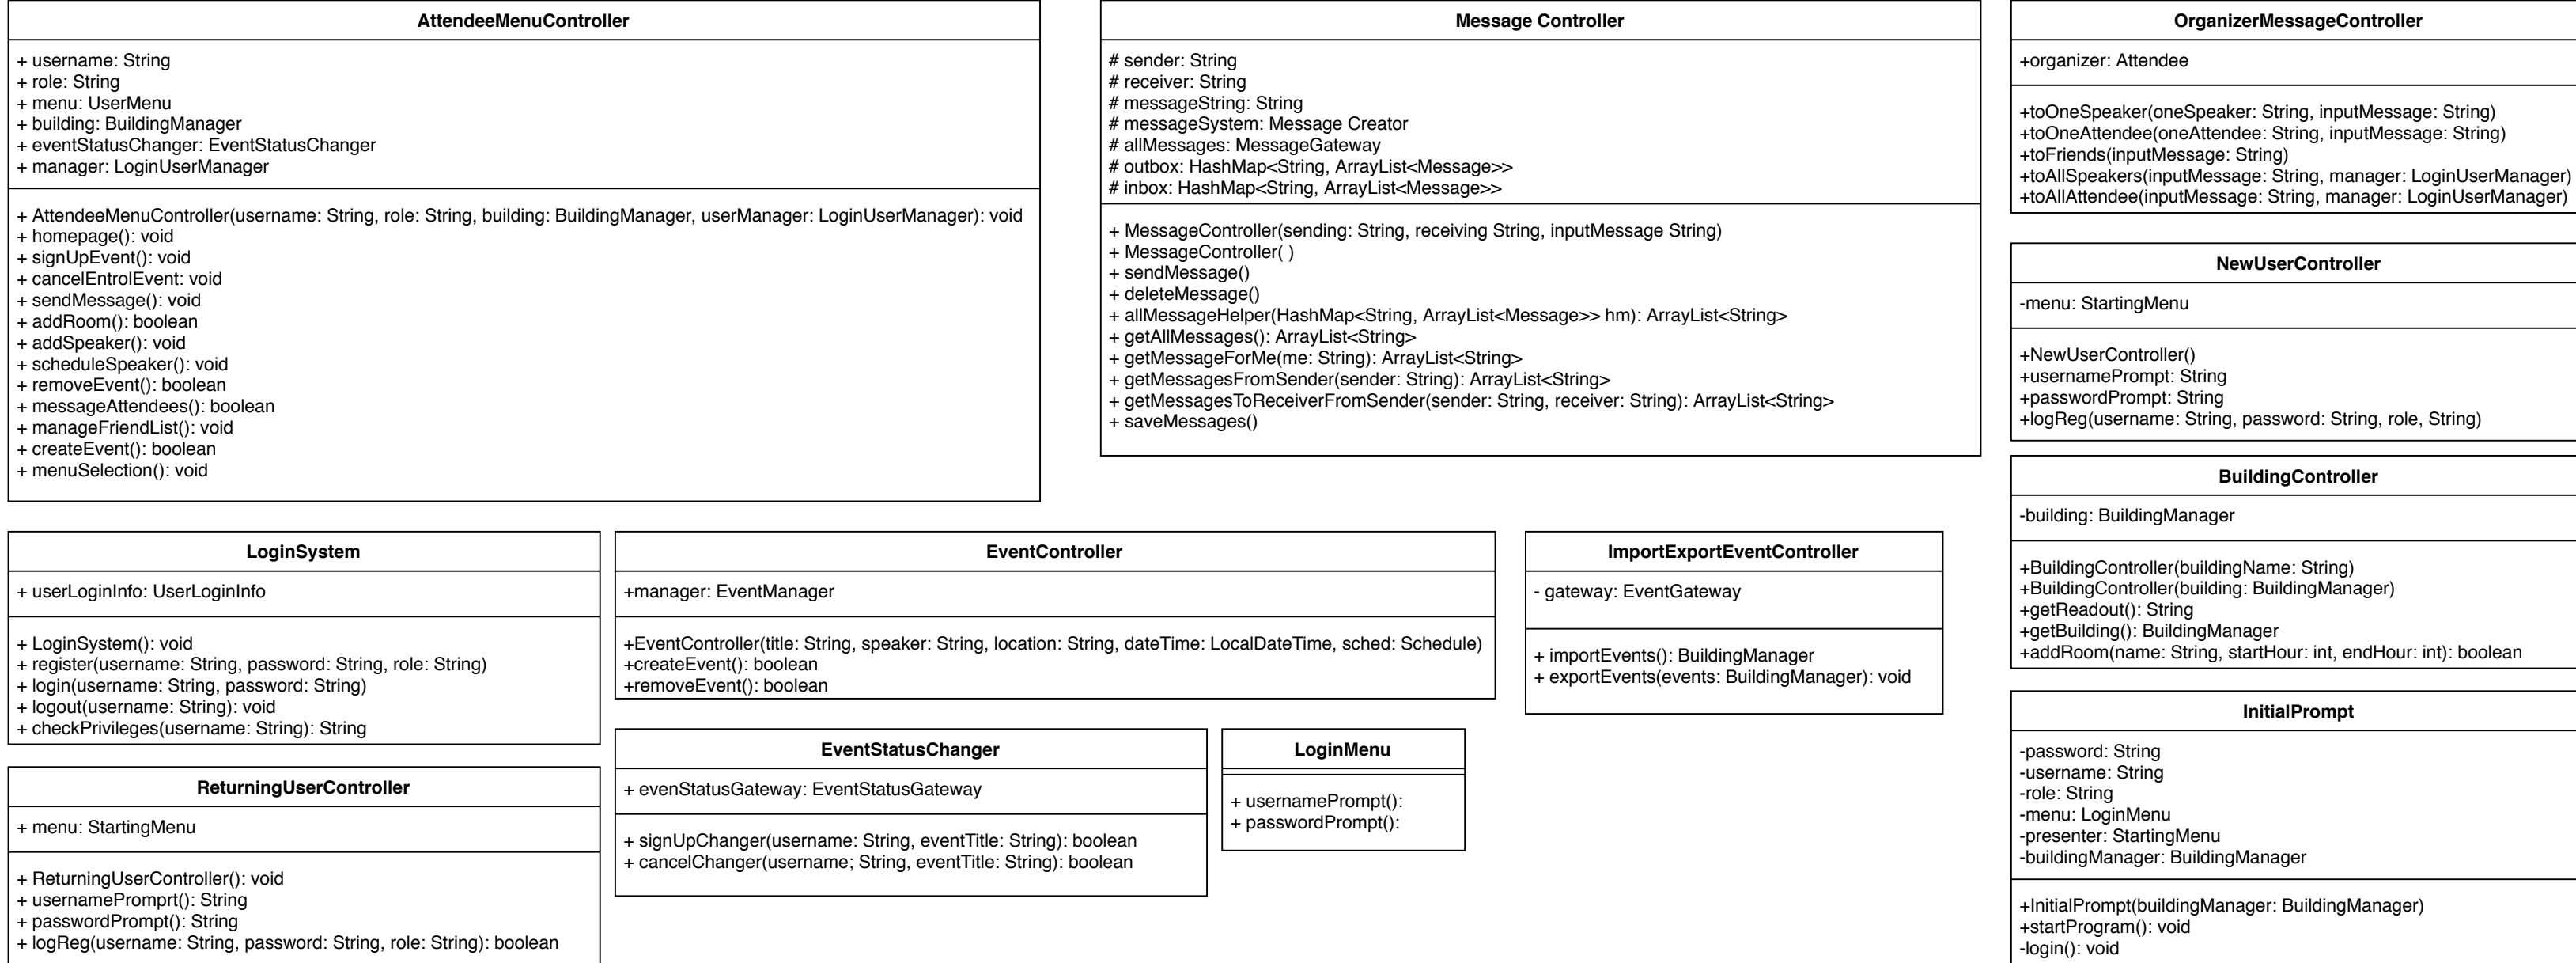 AttendeeMenuController
+ username: String
+ role: String
+ menu: UserMenu
+ building: BuildingManager
+ eventStatusChanger: EventStatusChanger
+ manager: LoginUserManager
+ AttendeeMenuController(username: String, role: String, building: BuildingManager, userManager: LoginUserManager): void
+ homepage(): void
+ signUpEvent(): void
+ cancelEntrolEvent: void
+ sendMessage(): void
+ addRoom(): boolean
+ addSpeaker(): void
+ scheduleSpeaker(): void
+ removeEvent(): boolean
+ messageAttendees(): boolean
+ manageFriendList(): void
+ createEvent(): boolean
+ menuSelection(): void
Message Controller
# sender: String
# receiver: String
# messageString: String
# messageSystem: Message Creator
# allMessages: MessageGateway
# outbox: HashMap<String, ArrayList<Message>>
# inbox: HashMap<String, ArrayList<Message>>
+ MessageController(sending: String, receiving String, inputMessage String)
+ MessageController( )
+ sendMessage()
+ deleteMessage()
+ allMessageHelper(HashMap<String, ArrayList<Message>> hm): ArrayList<String>
+ getAllMessages(): ArrayList<String>
+ getMessageForMe(me: String): ArrayList<String>
+ getMessagesFromSender(sender: String): ArrayList<String>
+ getMessagesToReceiverFromSender(sender: String, receiver: String): ArrayList<String>
+ saveMessages()
OrganizerMessageController
+organizer: Attendee
+toOneSpeaker(oneSpeaker: String, inputMessage: String)
+toOneAttendee(oneAttendee: String, inputMessage: String)
+toFriends(inputMessage: String)
+toAllSpeakers(inputMessage: String, manager: LoginUserManager)
+toAllAttendee(inputMessage: String, manager: LoginUserManager)
NewUserController
-menu: StartingMenu
+NewUserController()
+usernamePrompt: String
+passwordPrompt: String
+logReg(username: String, password: String, role, String)
BuildingController
-building: BuildingManager
+BuildingController(buildingName: String)
+BuildingController(building: BuildingManager)
+getReadout(): String
+getBuilding(): BuildingManager
+addRoom(name: String, startHour: int, endHour: int): boolean
LoginSystem
+ userLoginInfo: UserLoginInfo
+ LoginSystem(): void
+ register(username: String, password: String, role: String)
+ login(username: String, password: String)
+ logout(username: String): void
+ checkPrivileges(username: String): String
EventController
+manager: EventManager
+EventController(title: String, speaker: String, location: String, dateTime: LocalDateTime, sched: Schedule)
+createEvent(): boolean
+removeEvent(): boolean
ImportExportEventController
- gateway: EventGateway
+ importEvents(): BuildingManager
+ exportEvents(events: BuildingManager): void
InitialPrompt
-password: String
-username: String
-role: String
-menu: LoginMenu
-presenter: StartingMenu
-buildingManager: BuildingManager
+InitialPrompt(buildingManager: BuildingManager)
+startProgram(): void
-login(): void
ReturningUserController
+ menu: StartingMenu
+ ReturningUserController(): void
+ usernamePromprt(): String
+ passwordPrompt(): String
+ logReg(username: String, password: String, role: String): boolean
EventStatusChanger
+ evenStatusGateway: EventStatusGateway
+ signUpChanger(username: String, eventTitle: String): boolean
+ cancelChanger(username; String, eventTitle: String): boolean
LoginMenu
+ usernamePrompt():
+ passwordPrompt():